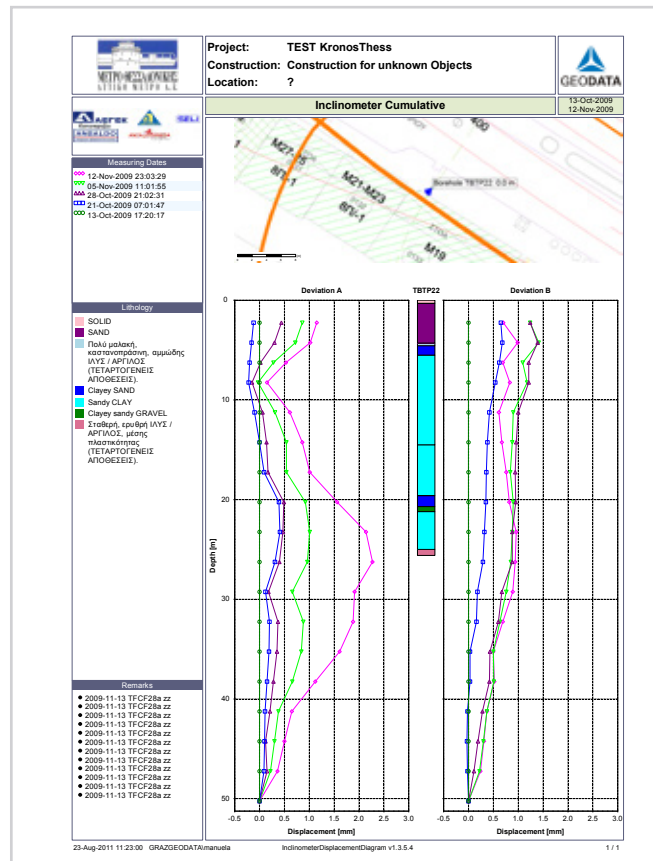 Project: TEST KronosThess
Construction: Construction for unknown Objects
Location: ?
GEODATA
Inclinometer Cumulative
13-Oct-2009
12-Nov-2009
SELI
Measuring Dates
12-Nov-2009 23:03:29
05-Nov-2009 11:01:55
28-Oct-2009 21:02:31
21-Oct-2009 07:01:47
13-Oct-2009 17:20:17
400
M27-25
8ΓΠ-1
M21-M23
8ΓΠ-1
M19
Borehole TBTP22 0.0 m
Lithology
SOLID
SAND
Πολύ μαλακή,
καστανοπράσινη, αμμώδης
ΙΛΥΣ / ΑΡΓΙΛΟΣ
(ΤΕΤΑΡΤΟΓΕΝΕΙΣ
ΑΠΟΘΕΣΕΙΣ).
Clayey SAND
Sandy CLAY
Clayey sandy GRAVEL
Σταθερή, ερυθρή ΙΛΥΣ /
ΑΡΓΙΛΟΣ, μέσης
πλαστικότητας
(ΤΕΤΑΡΤΟΓΕΝΕΙΣ
ΑΠΟΘΕΣΕΙΣ).
Deviation A
TBTP22
Deviation B
0
10
20
30
40
50
Depth [m]
-0.5 0.0 0.5 1.0 1.5 2.0 2.5 3.0
Displacement [mm]
-0.5 0.0 0.5 1.0 1.5 2.0 2.5 3.0
Displacement [mm]
Remarks
2009-11-13 TFCF28a zz
2009-11-13 TFCF28a zz
2009-11-13 TFCF28a zz
2009-11-13 TFCF28a zz
2009-11-13 TFCF28a zz
2009-11-13 TFCF28a zz
2009-11-13 TFCF28a zz
2009-11-13 TFCF28a zz
2009-11-13 TFCF28a zz
2009-11-13 TFCF28a zz
2009-11-13 TFCF28a zz
2009-11-13 TFCF28a zz
2009-11-13 TFCF28a zz
23-Aug-2011 11:23:00 GRAZGEODATA\manuela
InclinometerDisplacementDiagram v1.3.5.4
1 / 1